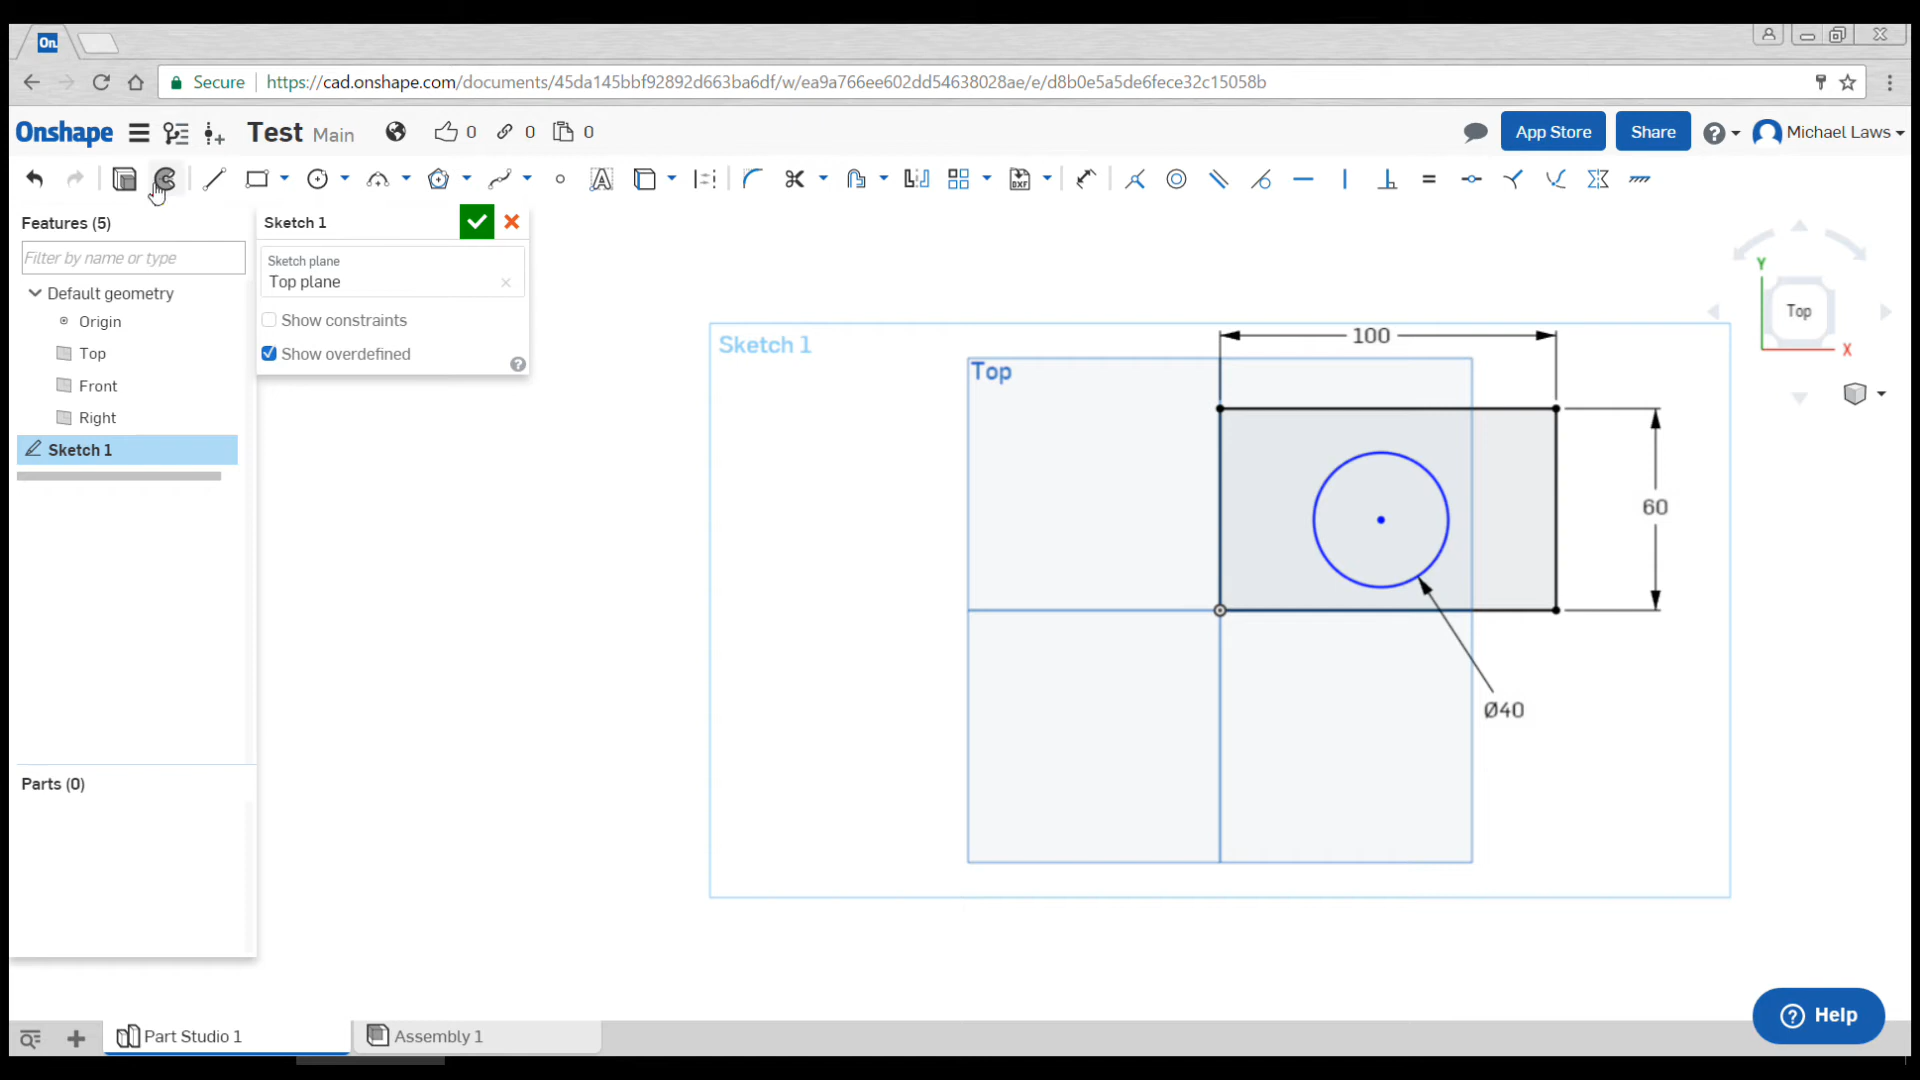 On
Secure https://cad.onshape.com/documents/45da145bbf92892d663ba6df/w/ea9a766ee602dd54638028ae/e/d8b0e5a5de6fece32c15058b
Onshape Test Main 0 0 0 App Store Share ? Michael Laws
A DXF
Features (5)
Filter by name or type
Default geometry
Origin
Top
Front
Right
Sketch 1
Sketch 1
Sketch plane
Top plane
Show constraints
Show overdefined
?
Sketch 1
100
Top
60
Ø40
Y
Top
X
Parts (0)
? Help
Part Studio 1
Assembly 1